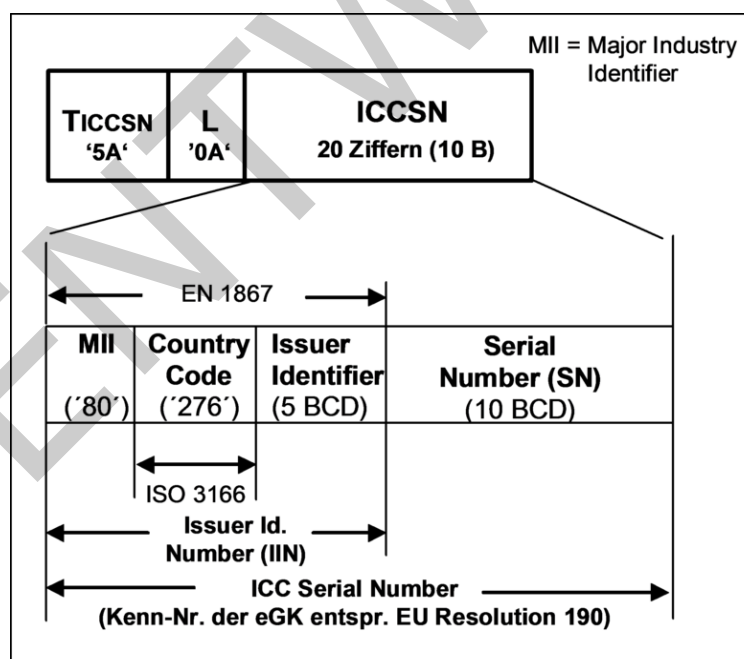 MII = Major Industry
Identifier
TICCSN
'5A'
L
'0A'
ICCSN
20 Ziffern (10 B)
EN 1867
MII
(´80´)
Country
Code
(´276´)
Issuer
Identifier
(5 BCD)
Serial
Number (SN)
(10 BCD)
ISO 3166
Issuer Id.
Number (IIN)
ICC Serial Number
(Kenn-Nr. der eGK entspr. EU Resolution 190)
ENTW